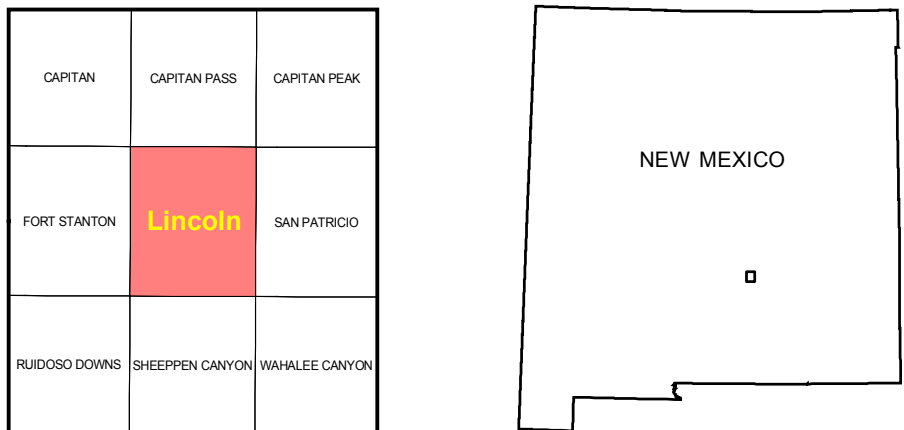 CAPITAN
CAPITAN PASS
CAPITAN PEAK
FORT STANTON
Lincoln
SAN PATRICIO
RUIDOSO DOWNS
SHEEPPEN CANYON
WAHALEE CANYON
NEW MEXICO